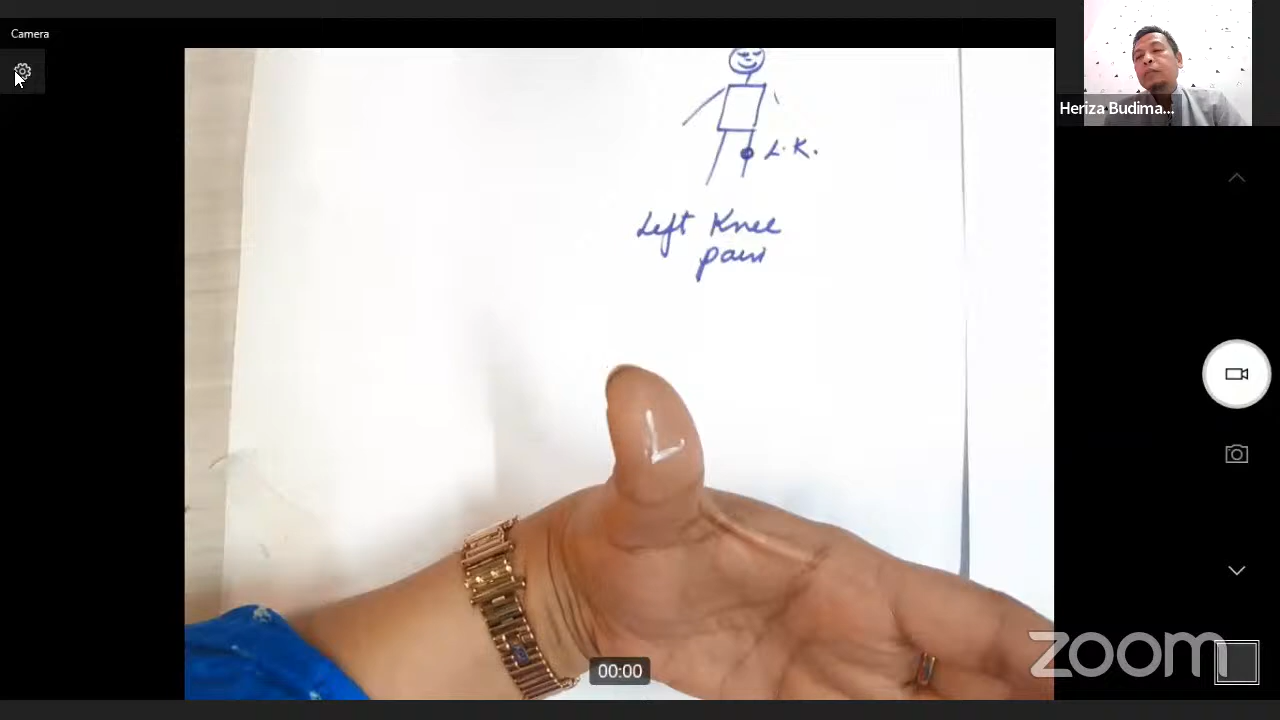 Camera
Heriza Budima...
L.K.
Left Knee
pain
L
00:00
zoom